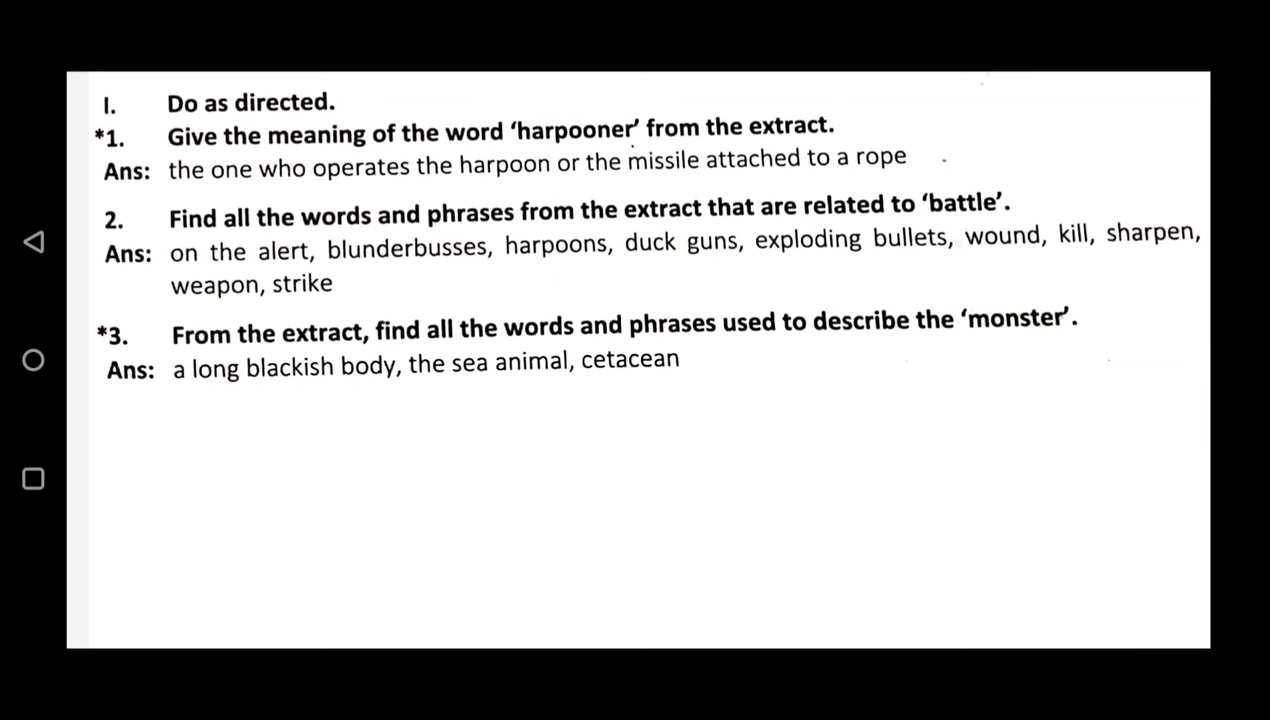 I. Do as directed.
*1. Give the meaning of the word ‘harpooner’ from the extract.
Ans: the one who operates the harpoon or the missile attached to a rope
2. Find all the words and phrases from the extract that are related to ‘battle’.
Ans: on the alert, blunderbusses, harpoons, duck guns, exploding bullets, wound, kill, sharpen,
weapon, strike
*3. From the extract, find all the words and phrases used to describe the ‘monster’.
Ans: a long blackish body, the sea animal, cetacean